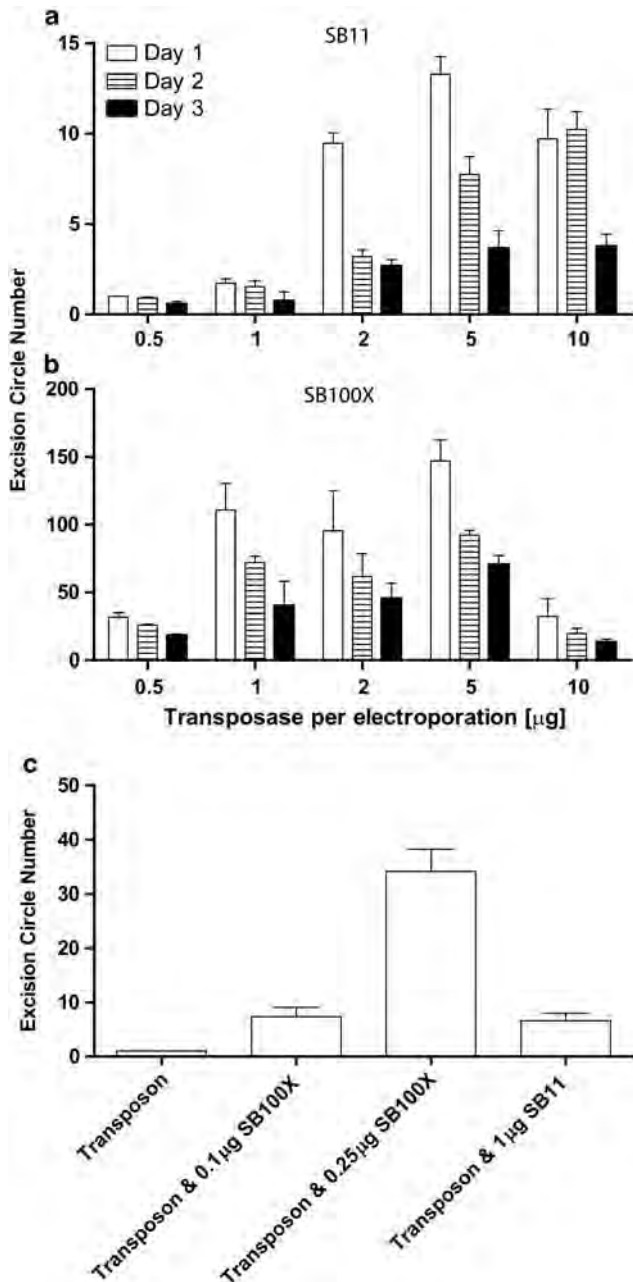 a
SB11
15
Day 1
Day 2
Day 3
10
5
0
0.5 1 2 5 10
Excision Circle Number
b
SB100X
200
150
100
50
0
0.5 1 2 5 10
Transposase per electroporation [μg]
c
50
40
30
20
10
0
Excision Circle Number
Transposon
Transposon & 0.1μg SB100X
Transposon & 0.25μg SB100X
Transposon & 1μg SB11